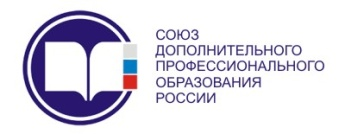 СОЮЗ
ДОПОЛНИТЕЛЬНОГО
ПРОФЕССИОНАЛЬНОГО
ОБРАЗОВАНИЯ
РОССИИ